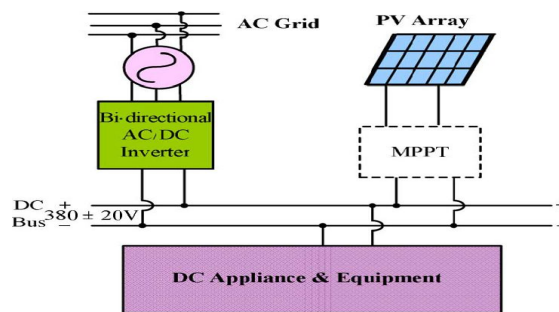 AC Grid
PV Array
Bi-directional
AC/DC
Inverter
MPPT
DC +
380 ± 20V
Bus −
DC Appliance & Equipment